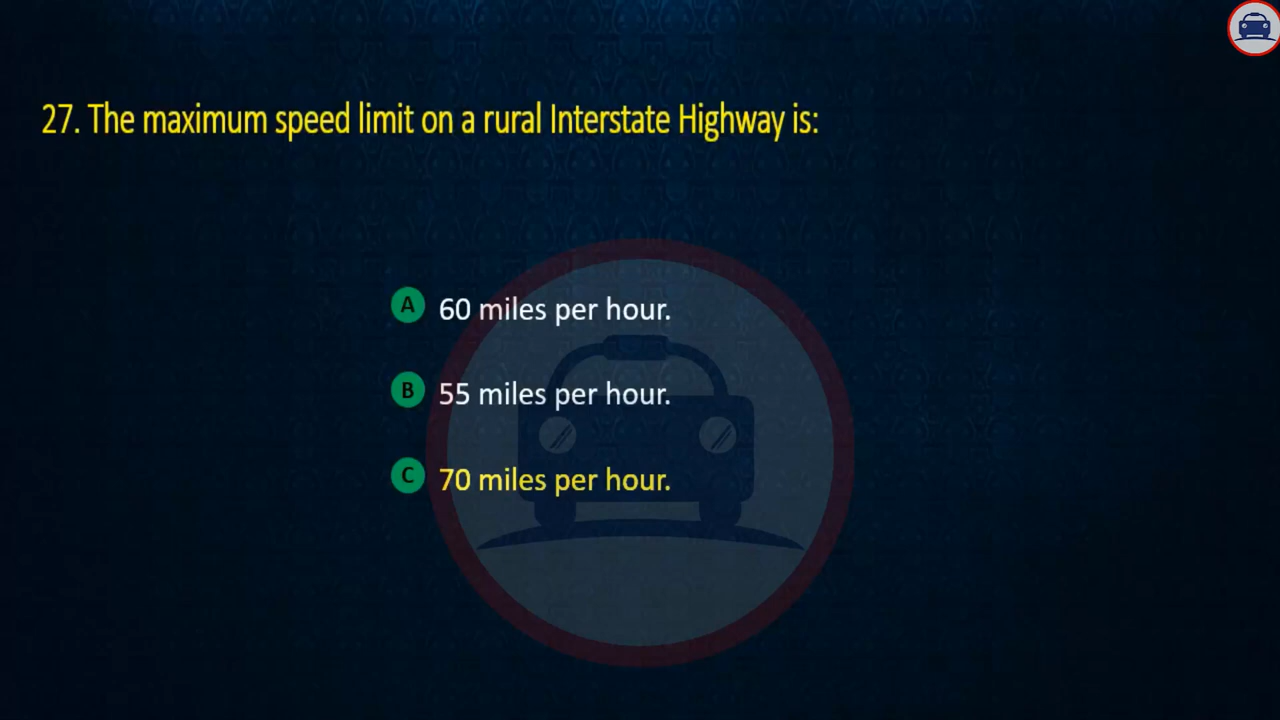 27. The maximum speed limit on a rural Interstate Highway is:
A 60 miles per hour.
B 55 miles per hour.
C 70 miles per hour.